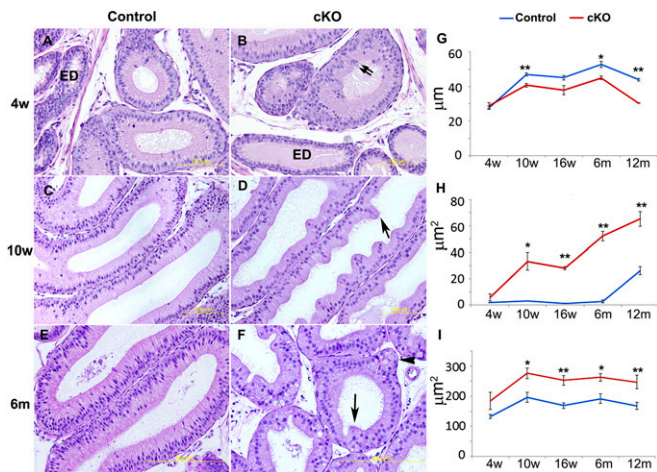 Control cKO
Control cKO
A B G
ED
4w
ED
60
40
20
0
µm
** * **
4w 10w 16w 6m 12m
C D H
10w
80
60
40
20
0
µm²
* ** ** **
4w 10w 16w 6m 12m
E F I
6m
300
200
100
0
µm²
* ** * **
4w 10w 16w 6m 12m